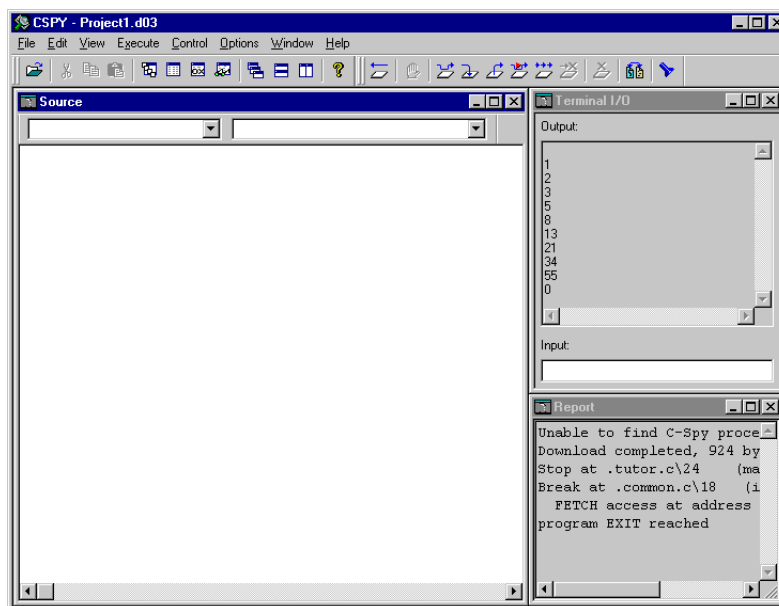 CSPY - Project1.d03
File Edit View Execute Control Options Window Help
Source
Terminal I/O
Output:
1
2
3
5
8
13
21
34
55
0
Input:
Report
Unable to find C-Spy proce
Download completed, 924 by
Stop at .tutor.c\24 (ma
Break at .common.c\18 (i
FETCH access at address
program EXIT reached